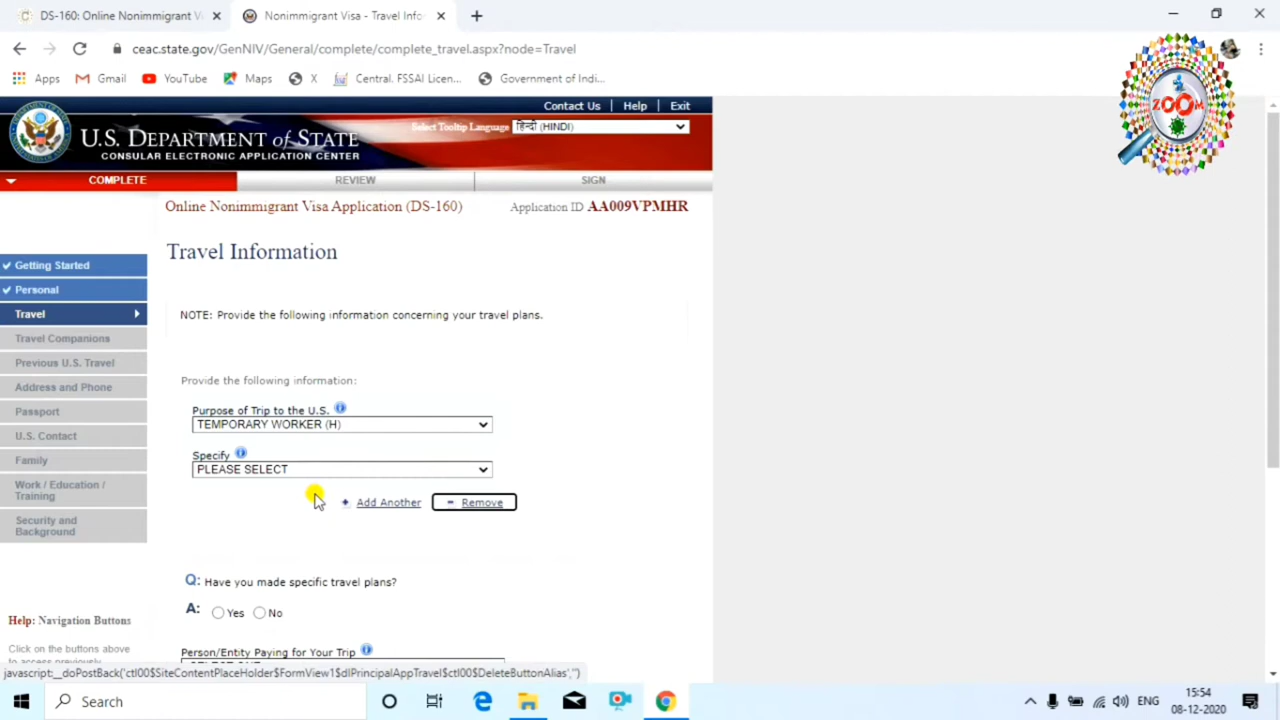 DS-160: Online Nonimmigrant V
Nonimmigrant Visa - Travel Info
ceac.state.gov/GenNIV/General/complete/complete_travel.aspx?node=Travel
Apps
Gmail
YouTube
Maps
X
Central. FSSAI Licen...
Government of Indi...
ZOOM
Contact Us | Help | Exit
U.S. DEPARTMENT of STATE
CONSULAR ELECTRONIC APPLICATION CENTER
Select Tooltip Language हिन्दी (HINDI)
COMPLETE
REVIEW
SIGN
Online Nonimmigrant Visa Application (DS-160)
Application ID AA009VPMHR
Travel Information
Getting Started
Personal
Travel
Travel Companions
Previous U.S. Travel
Address and Phone
Passport
U.S. Contact
Family
Work / Education /
Training
Security and
Background
NOTE: Provide the following information concerning your travel plans.
Provide the following information:
Purpose of Trip to the U.S.
TEMPORARY WORKER (H)
Specify
PLEASE SELECT
Add Another
Remove
Q: Have you made specific travel plans?
A: Yes No
Person/Entity Paying for Your Trip
Help: Navigation Buttons
Click on the buttons above
javascript:__doPostBack('ctl00$SiteContentPlaceHolder$FormView1$dlPrincipalAppTravel$ctl00$DeleteButtonAlias','')
Search
ENG
15:54
08-12-2020